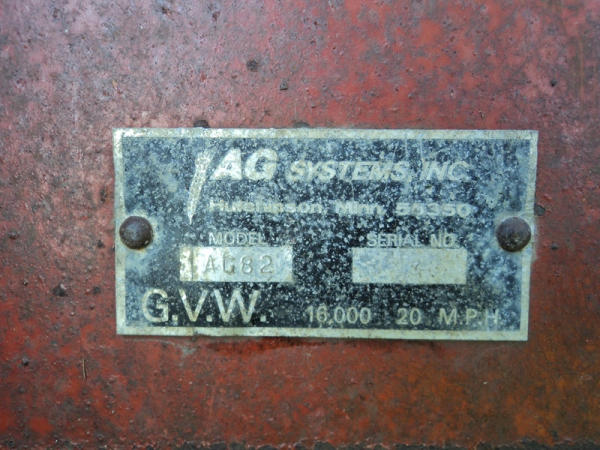 AG SYSTEMS, INC
Hutchinson, Minn. 55350
MODEL SERIAL NO.
AG82
G.V.W. 16,000 20 M.P.H.